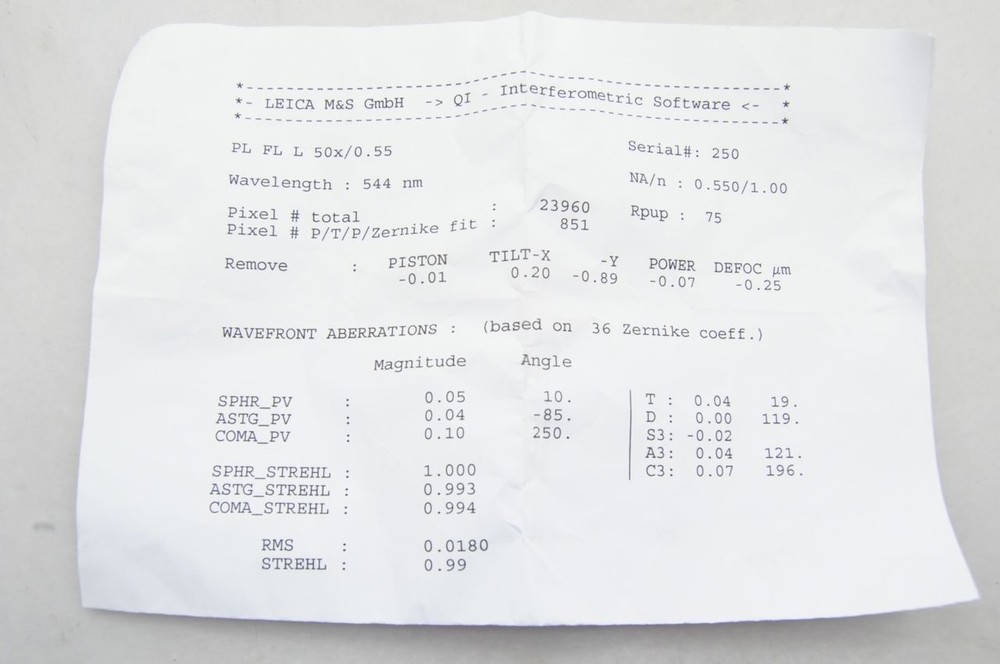 *---------------------------------------------------*
*- LEICA M&S GmbH -> QI - Interferometric Software <- *
*---------------------------------------------------*
PL FL L 50x/0.55 Serial#: 250
Wavelength : 544 nm NA/n : 0.550/1.00
Pixel # total : 23960 Rpup : 75
Pixel # P/T/P/Zernike fit : 851
Remove : PISTON TILT-X -Y POWER DEFOC µm
-0.01 0.20 -0.89 -0.07 -0.25
WAVEFRONT ABERRATIONS : (based on 36 Zernike coeff.)
Magnitude Angle
SPHR_PV : 0.05 10. | T : 0.04 19.
ASTG_PV : 0.04 -85. | D : 0.00 119.
COMA_PV : 0.10 250. | S3: -0.02
| A3: 0.04 121.
SPHR_STREHL : 1.000 | C3: 0.07 196.
ASTG_STREHL : 0.993
COMA_STREHL : 0.994
RMS : 0.0180
STREHL : 0.99